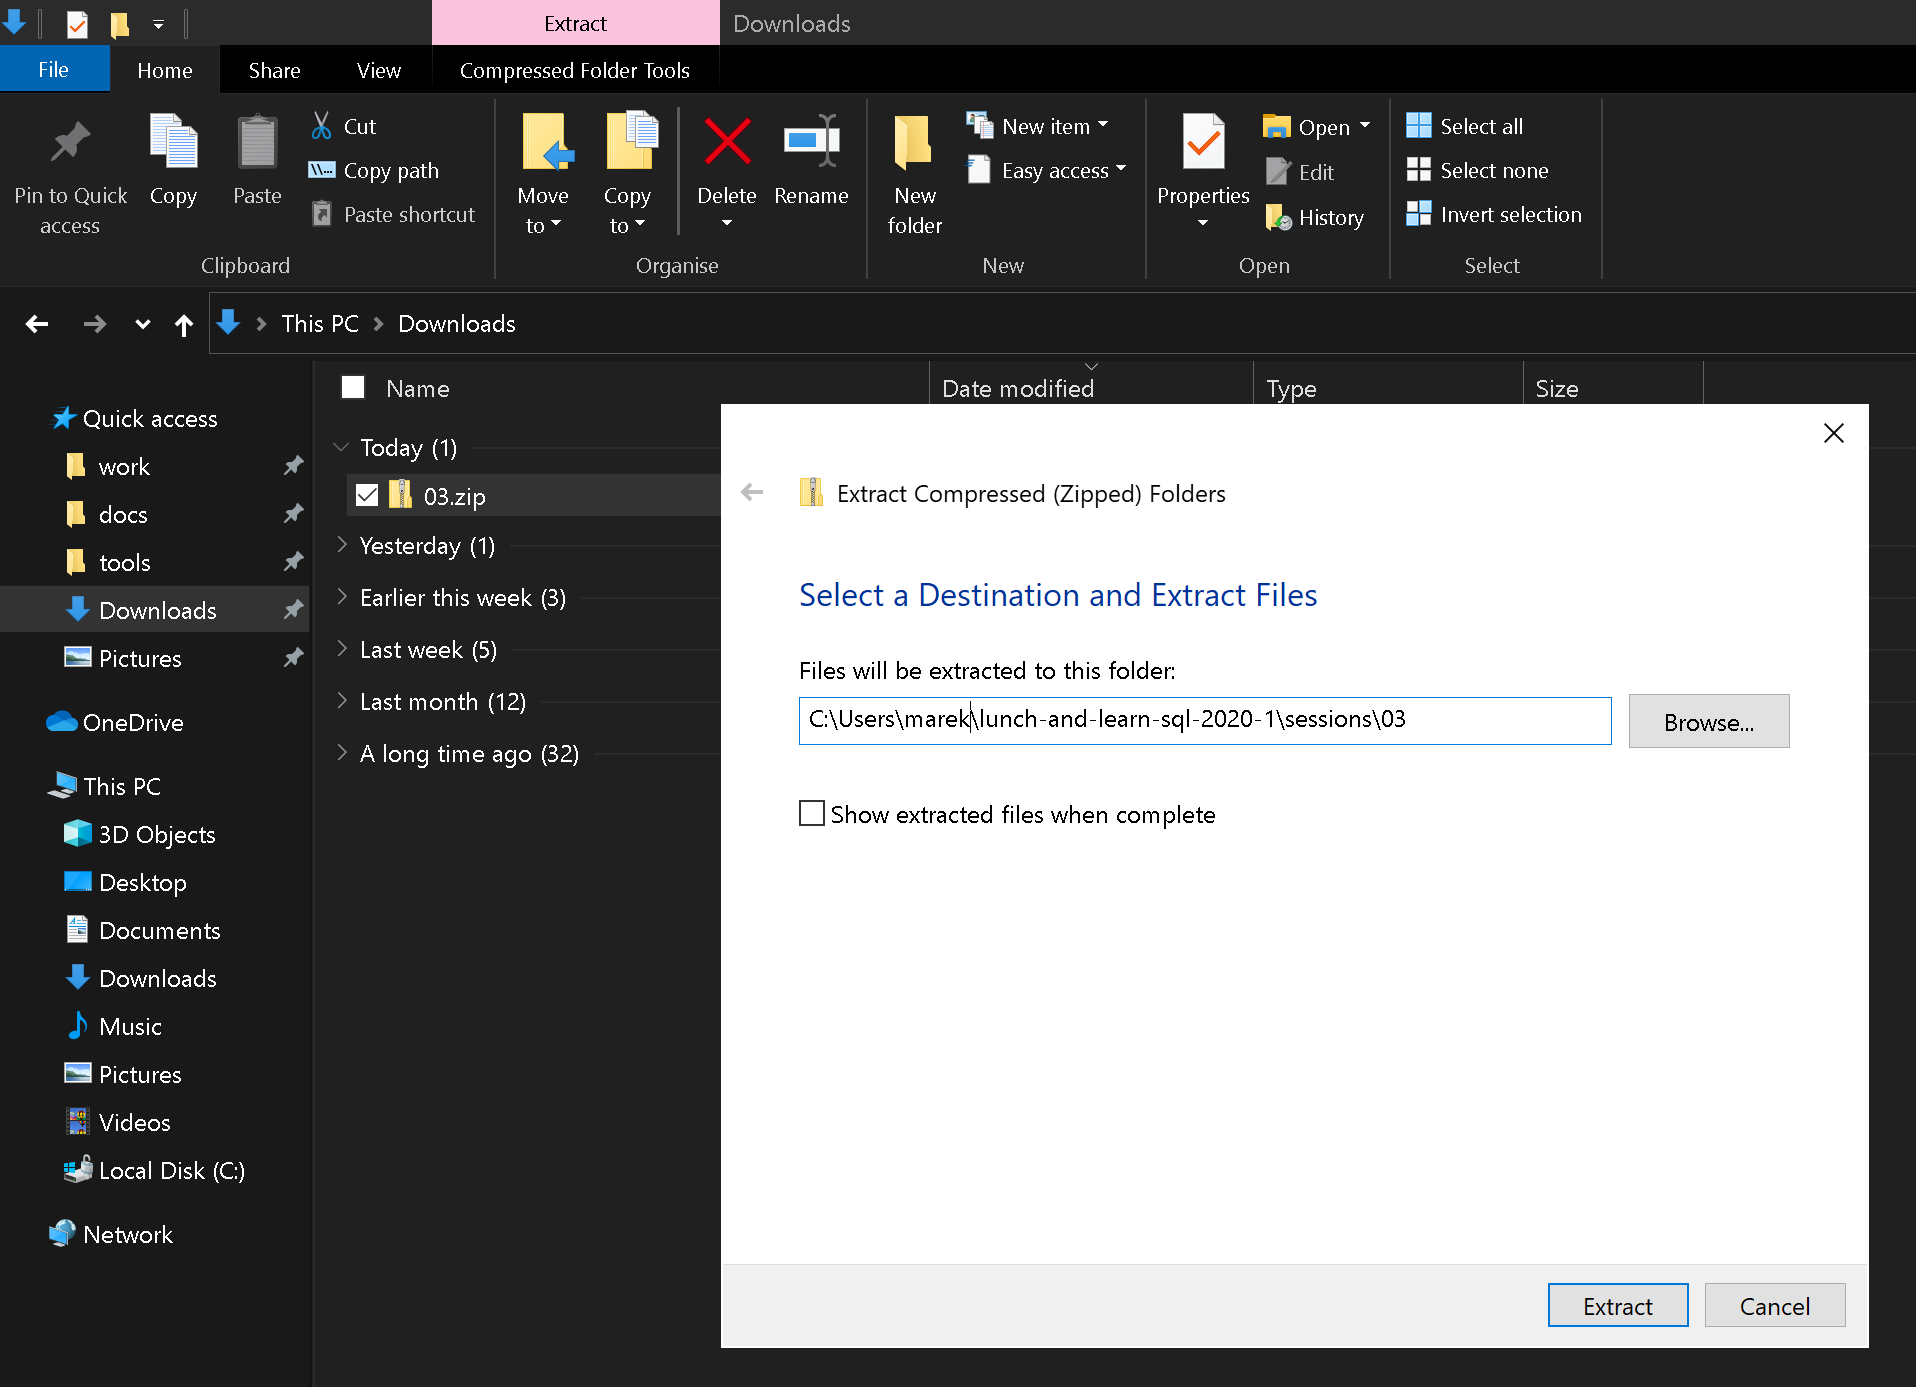 Extract
Downloads
File
Home
Share
View
Compressed Folder Tools
Pin to Quick
access
Copy
Paste
Cut
Copy path
Paste shortcut
Clipboard
Move
to
Copy
to
Delete
Rename
Organise
New
folder
New item
Easy access
New
Properties
Open
Edit
History
Open
Select all
Select none
Invert selection
Select
This PC
Downloads
Quick access
work
docs
tools
Downloads
Pictures
OneDrive
This PC
3D Objects
Desktop
Documents
Downloads
Music
Pictures
Videos
Local Disk (C:)
Network
Name
Date modified
Type
Size
Today (1)
03.zip
Yesterday (1)
Earlier this week (3)
Last week (5)
Last month (12)
A long time ago (32)
Extract Compressed (Zipped) Folders
Select a Destination and Extract Files
Files will be extracted to this folder:
C:\Users\marek\lunch-and-learn-sql-2020-1\sessions\03
Browse...
Show extracted files when complete
Extract
Cancel